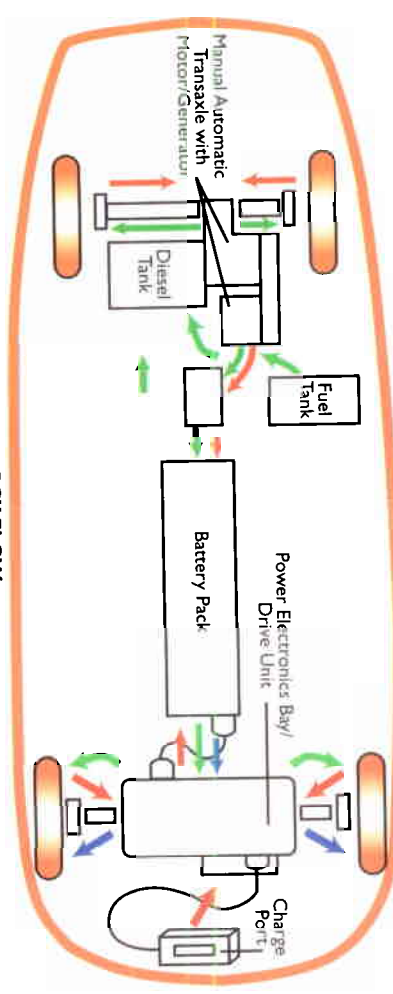 Manual Automatic
Transaxle with
Motor/Generator
Diesel
Tank
Fuel
Tank
Battery Pack
Power Electronics Bay/
Drive Unit
Charge
Port